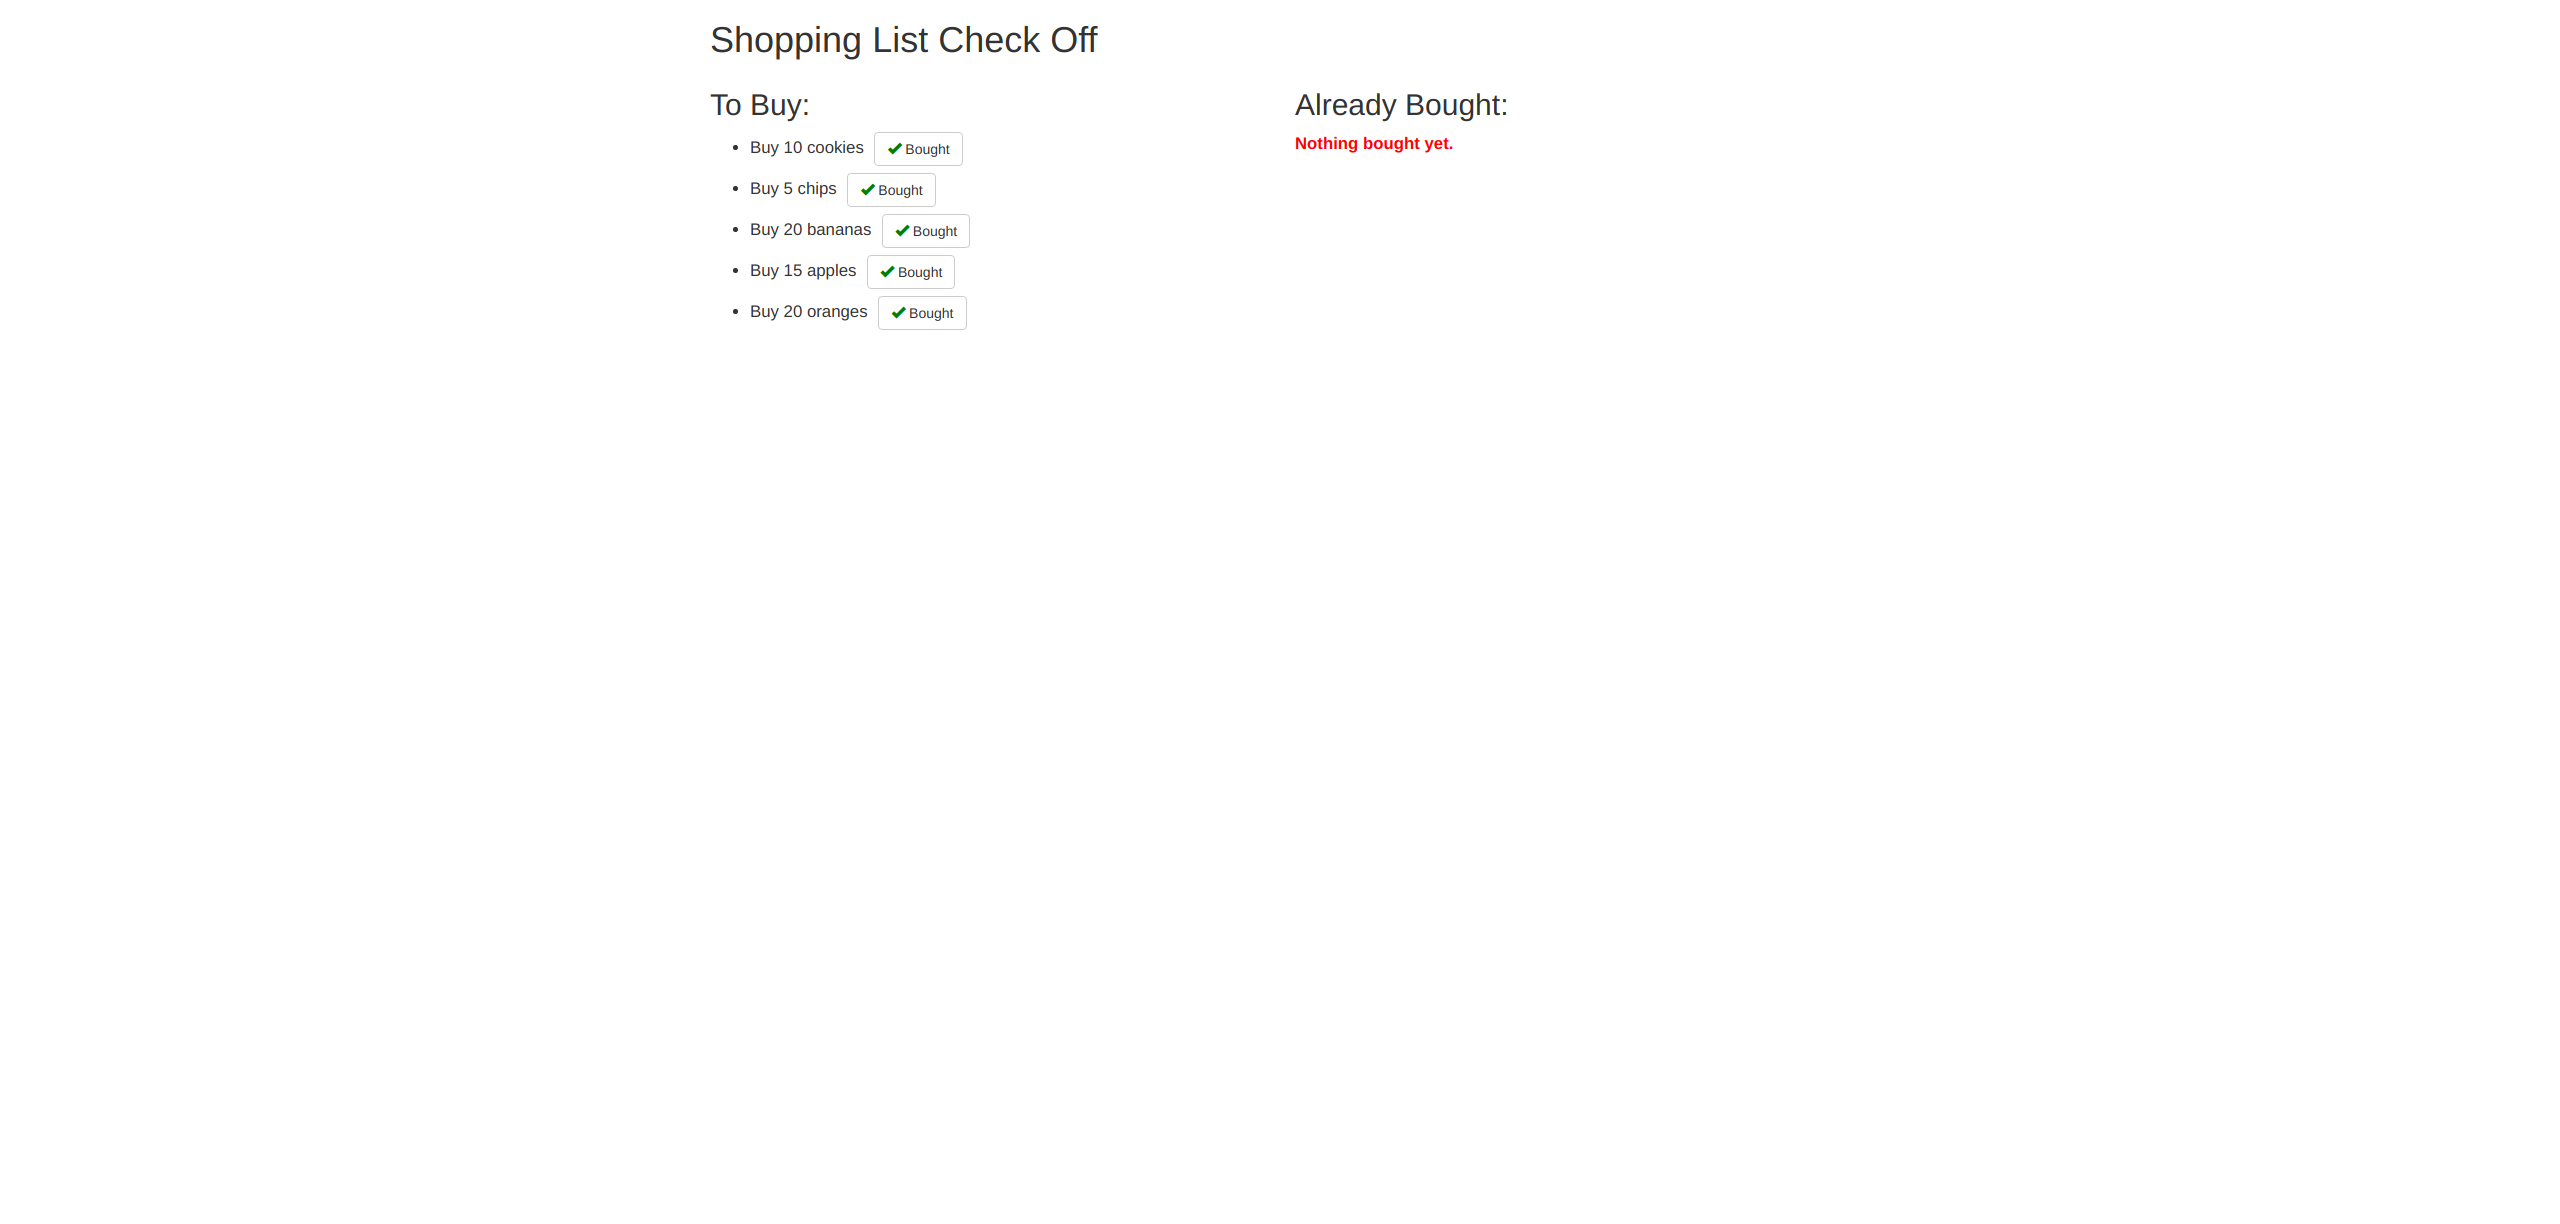 Shopping List Check Off
To Buy:
Buy 10 cookies Bought
Buy 5 chips Bought
Buy 20 bananas Bought
Buy 15 apples Bought
Buy 20 oranges Bought
Already Bought:
Nothing bought yet.